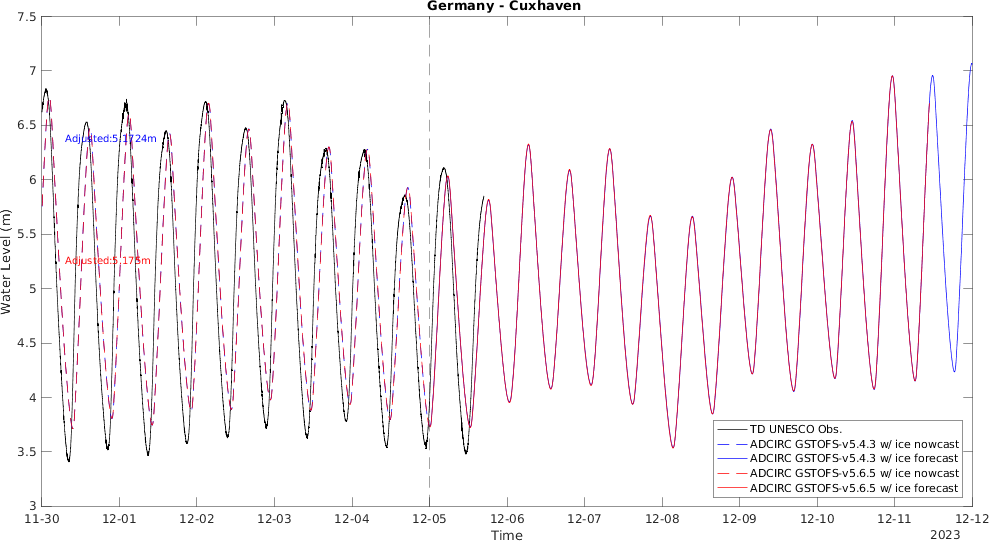 Germany - Cuxhaven
7.5
7
6.5
6
5.5
5
4.5
4
3.5
3
Water Level (m)
Adjusted:5.1724m
Adjusted:5.175m
TD UNESCO Obs.
ADCIRC GSTOFS-v5.4.3 w/ ice nowcast
ADCIRC GSTOFS-v5.4.3 w/ ice forecast
ADCIRC GSTOFS-v5.6.5 w/ ice nowcast
ADCIRC GSTOFS-v5.6.5 w/ ice forecast
11-30 12-01 12-02 12-03 12-04 12-05 12-06 12-07 12-08 12-09 12-10 12-11 12-12
Time
2023